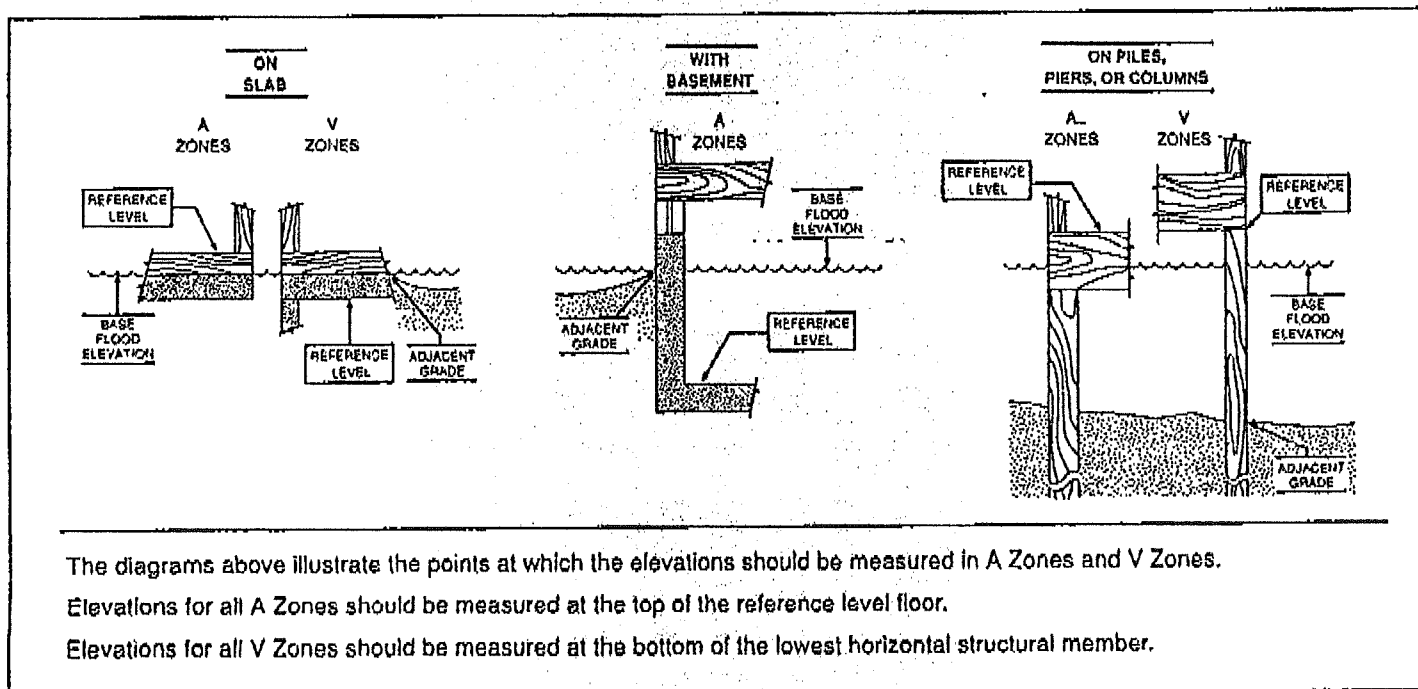 ON
SLAB
A
ZONES
V
ZONES
REFERENCE
LEVEL
BASE
FLOOD
ELEVATION
REFERENCE
LEVEL
ADJACENT
GRADE
WITH
BASEMENT
A
ZONES
BASE
FLOOD
ELEVATION
ADJACENT
GRADE
REFERENCE
LEVEL
ON PILES,
PIERS, OR COLUMNS
A
ZONES
V
ZONES
REFERENCE
LEVEL
REFERENCE
LEVEL
BASE
FLOOD
ELEVATION
ADJACENT
GRADE
The diagrams above illustrate the points at which the elevations should be measured in A Zones and V Zones.
Elevations for all A Zones should be measured at the top of the reference level floor.
Elevations for all V Zones should be measured at the bottom of the lowest horizontal structural member.